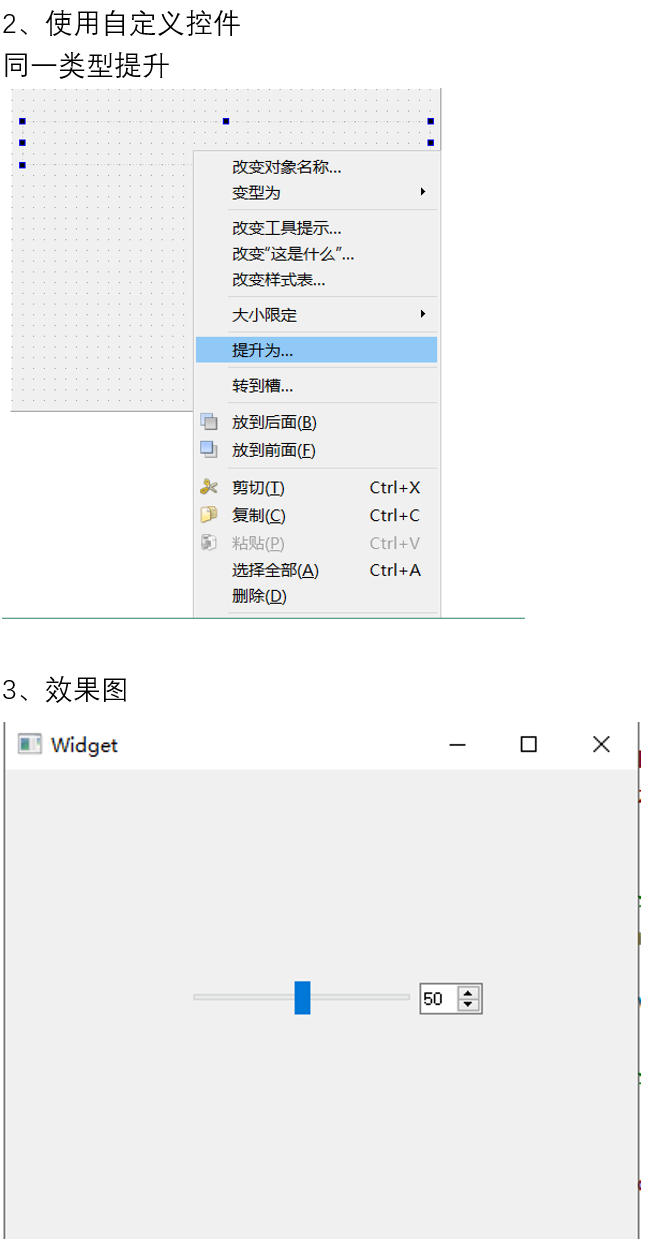 2、使用自定义控件
同一类型提升
改变对象名称...
变型为
改变工具提示...
改变“这是什么”...
改变样式表...
大小限定
提升为...
转到槽...
放到后面(B)
放到前面(F)
剪切(T) Ctrl+X
复制(C) Ctrl+C
粘贴(P) Ctrl+V
选择全部(A) Ctrl+A
删除(D)
3、效果图
Widget
50